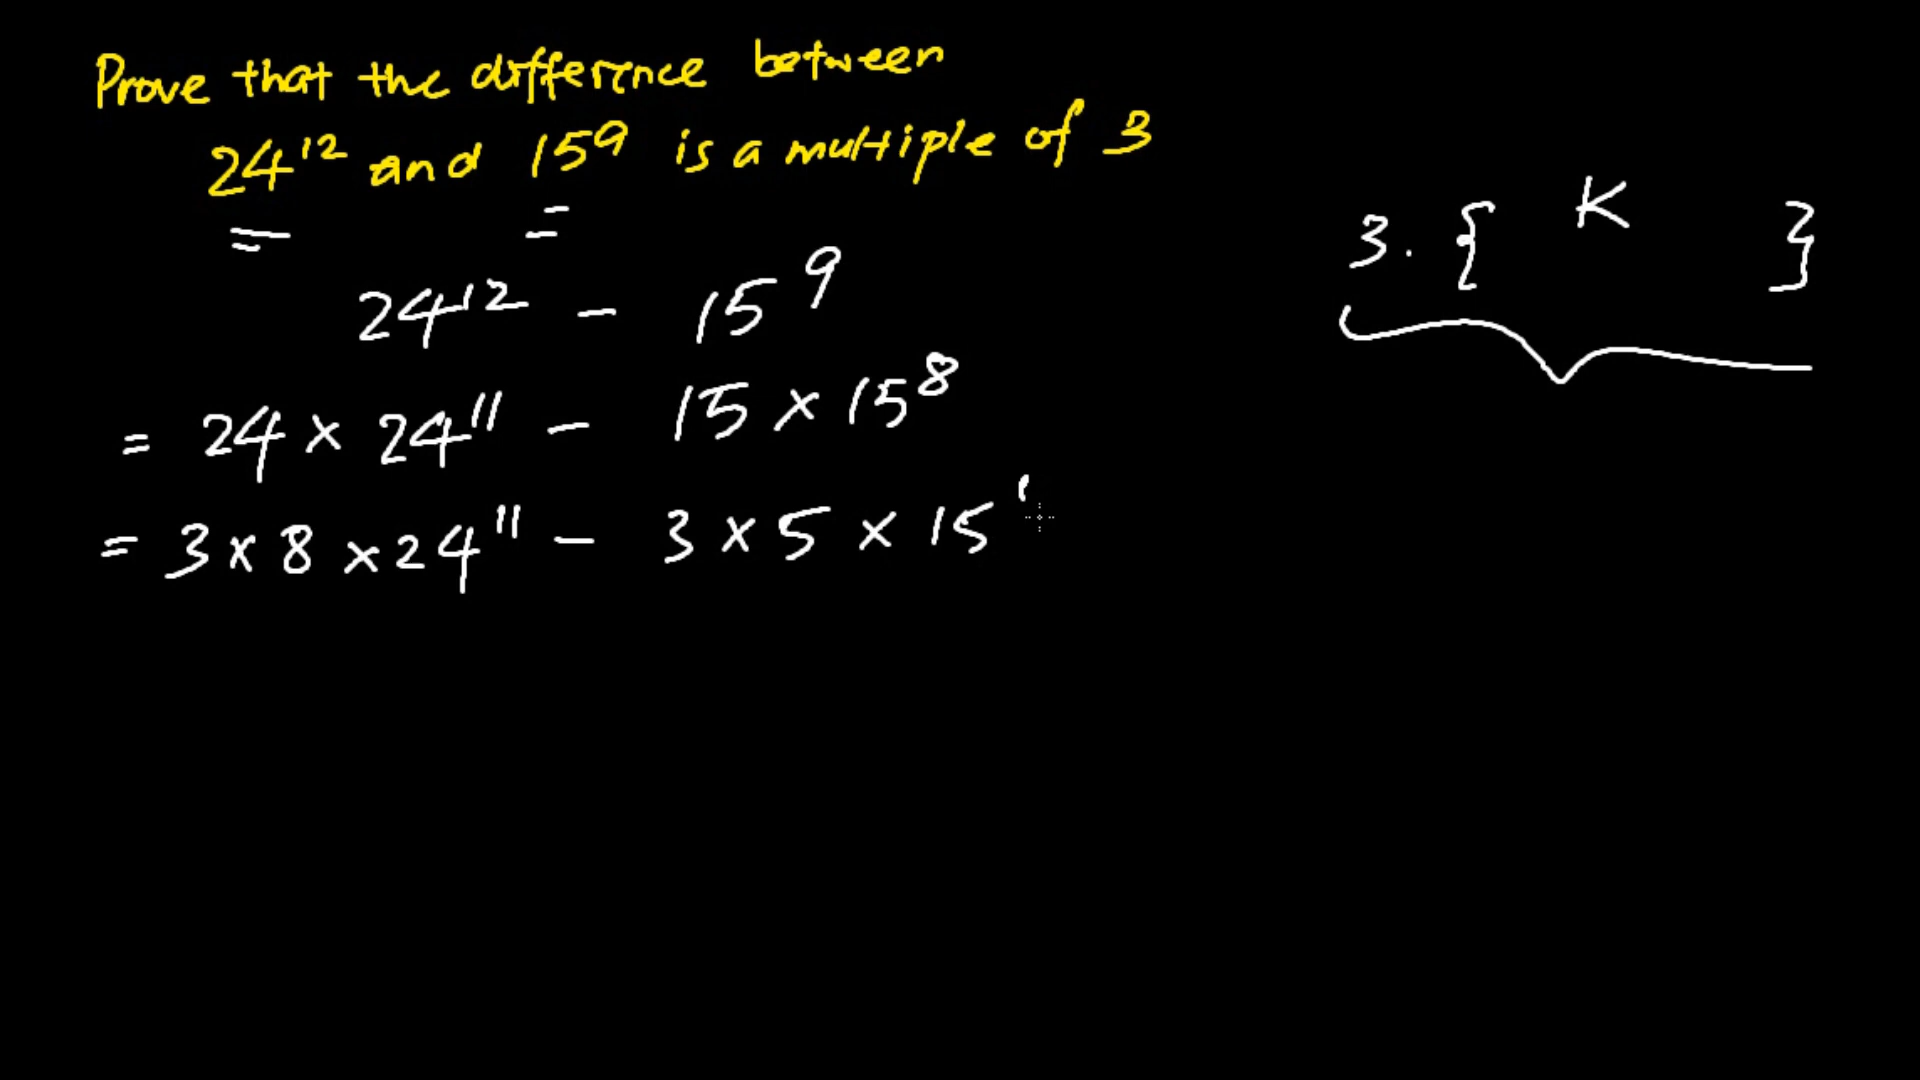 Prove that the difference between
24¹² and 15⁹ is a multiple of 3
3. { K }
24¹² - 15⁹
= 24 × 24¹¹ - 15 × 15⁸
= 3 × 8 × 24¹¹ - 3 × 5 × 15